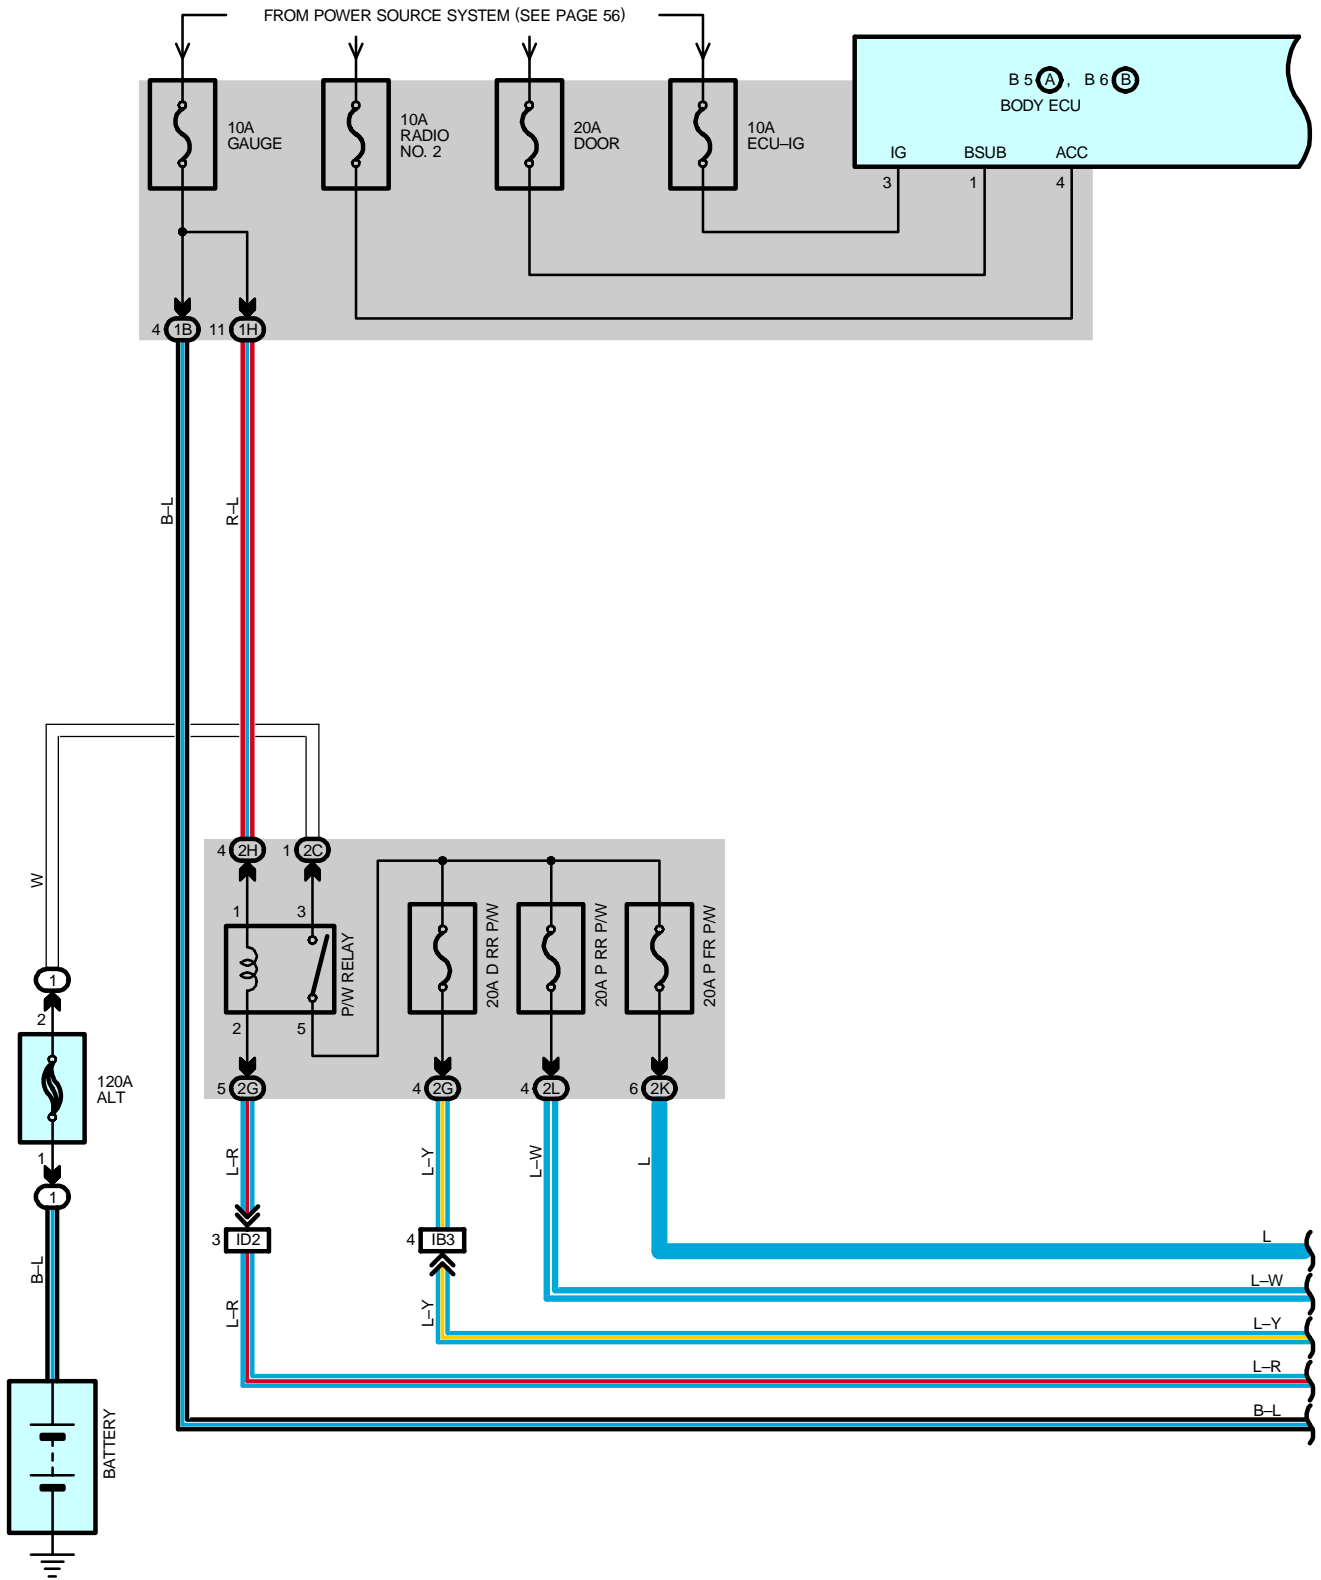 FROM POWER SOURCE SYSTEM (SEE PAGE 56)
10A
GAUGE
10A
RADIO
NO. 2
20A
DOOR
10A
ECU–IG
B 5 A , B 6 B
BODY ECU
IG BSUB ACC
3 1 4
4 1B 11 1H
B–L
R–L
W
4 2H 1 2C
1 3
P/W RELAY
2 5
20A D RR P/W
20A P RR P/W
20A P FR P/W
5 2G 4 2G 4 2L 6 2K
1
2
120A
ALT
1
1
B–L
BATTERY
L–R
L–Y
L–W
L
3 ID2
4 IB3
L–R
L–Y
L
L–W
L–Y
L–R
B–L